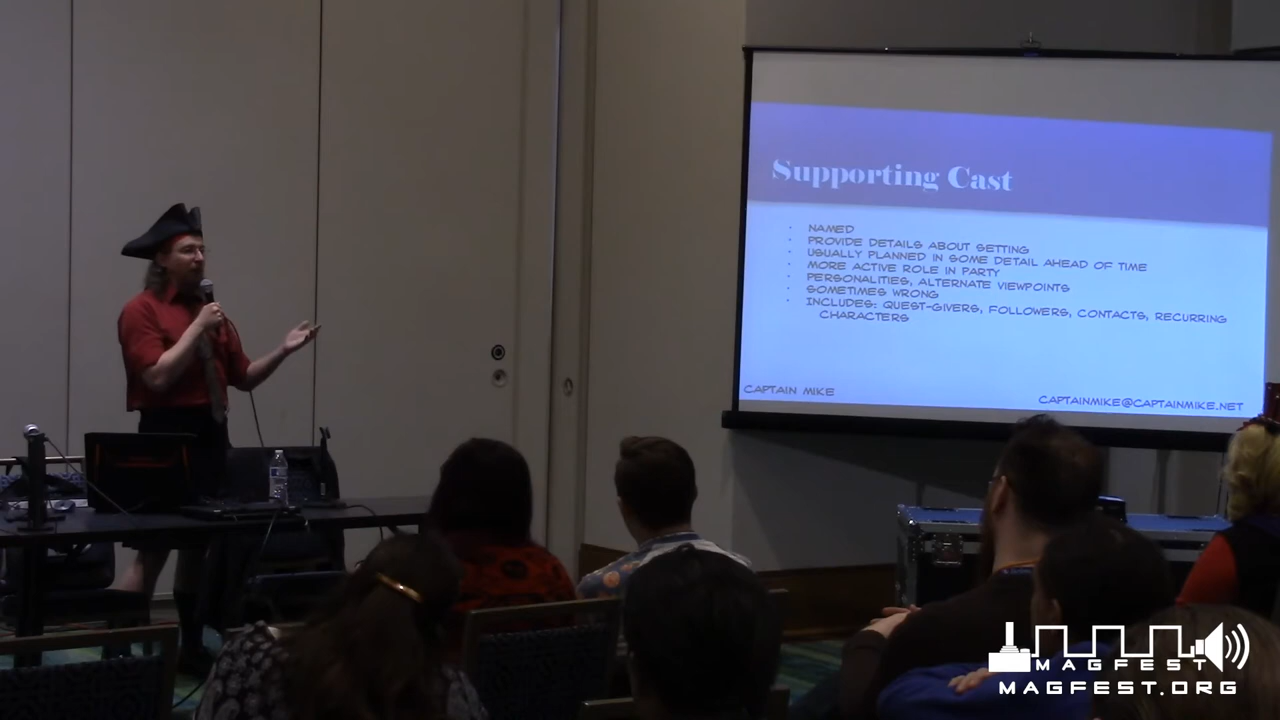 Supporting Cast
· NAMED
· PROVIDE DETAILS ABOUT SETTING
· USUALLY PLANNED IN SOME DETAIL AHEAD OF TIME
· MORE ACTIVE ROLE IN PARTY
· PERSONALITIES, ALTERNATE VIEWPOINTS
· SOMETIMES WRONG
· INCLUDES: QUEST-GIVERS, FOLLOWERS, CONTACTS, RECURRING
CHARACTERS
CAPTAIN MIKE
CAPTAINMIKE@CAPTAINMIKE.NET
MAGFEST
MAGFEST.ORG